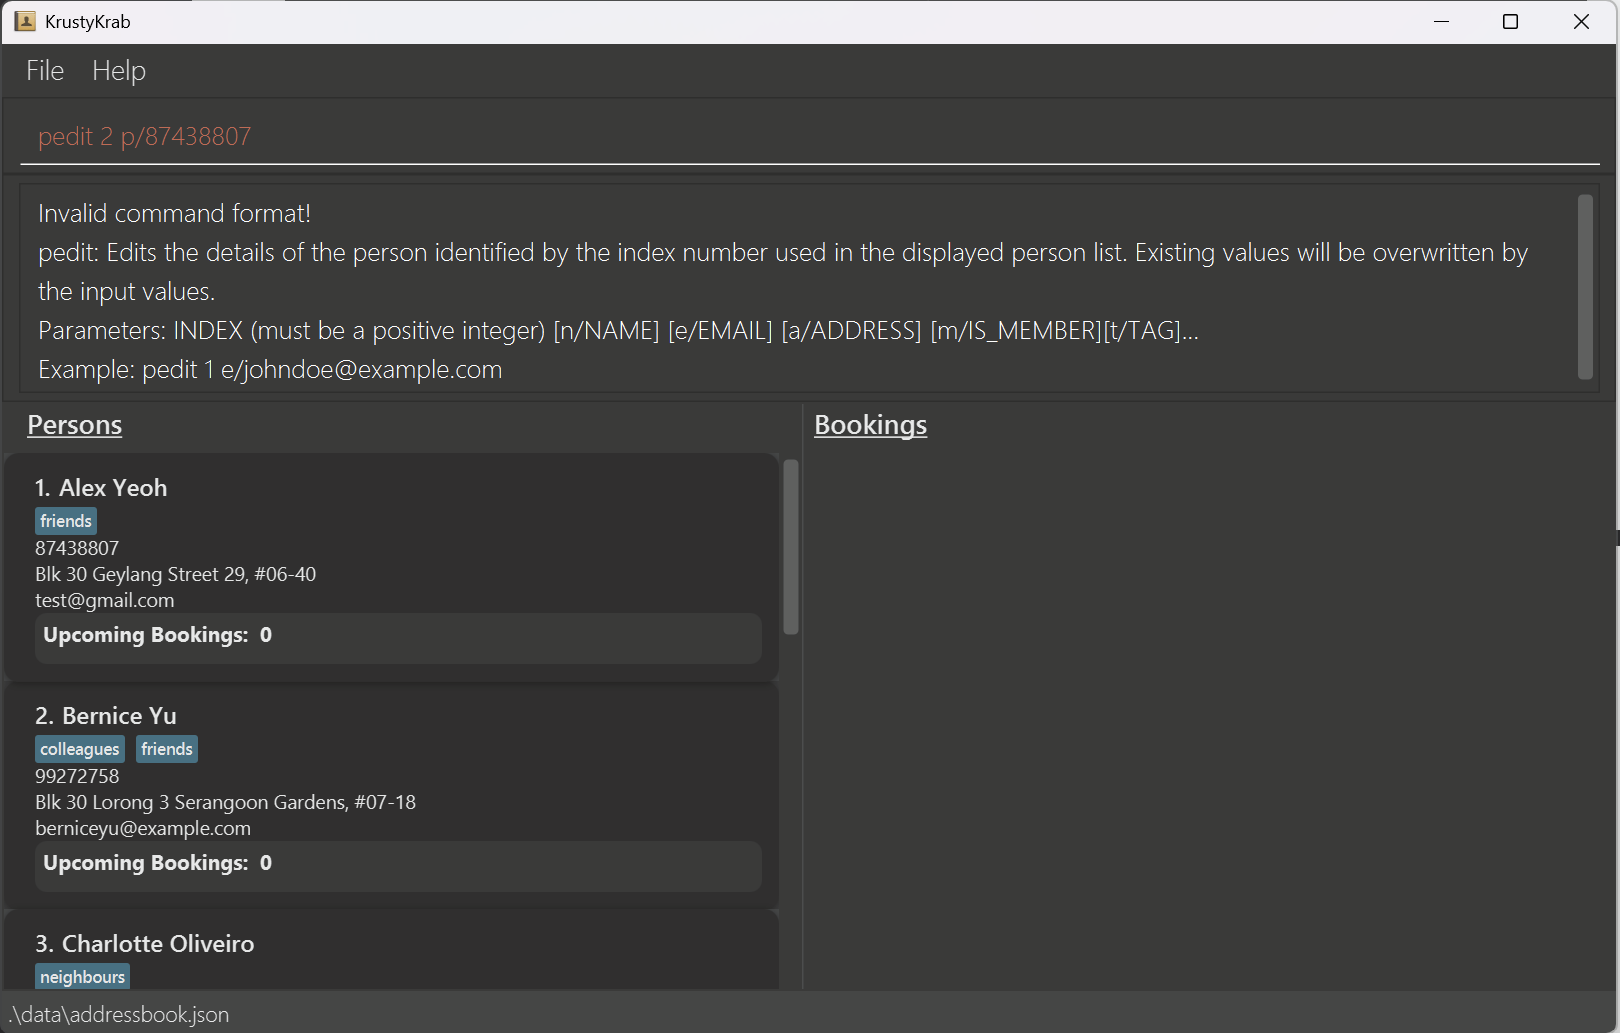 KrustyKrab
File Help
pedit 2 p/87438807
Invalid command format!
pedit: Edits the details of the person identified by the index number used in the displayed person list. Existing values will be overwritten by
the input values.
Parameters: INDEX (must be a positive integer) [n/NAME] [e/EMAIL] [a/ADDRESS] [m/IS_MEMBER][t/TAG]...
Example: pedit 1 e/johndoe@example.com
Persons
1. Alex Yeoh
friends
87438807
Blk 30 Geylang Street 29, #06-40
test@gmail.com
Upcoming Bookings: 0
2. Bernice Yu
colleagues friends
99272758
Blk 30 Lorong 3 Serangoon Gardens, #07-18
berniceyu@example.com
Upcoming Bookings: 0
3. Charlotte Oliveiro
neighbours
Bookings
.\data\addressbook.json